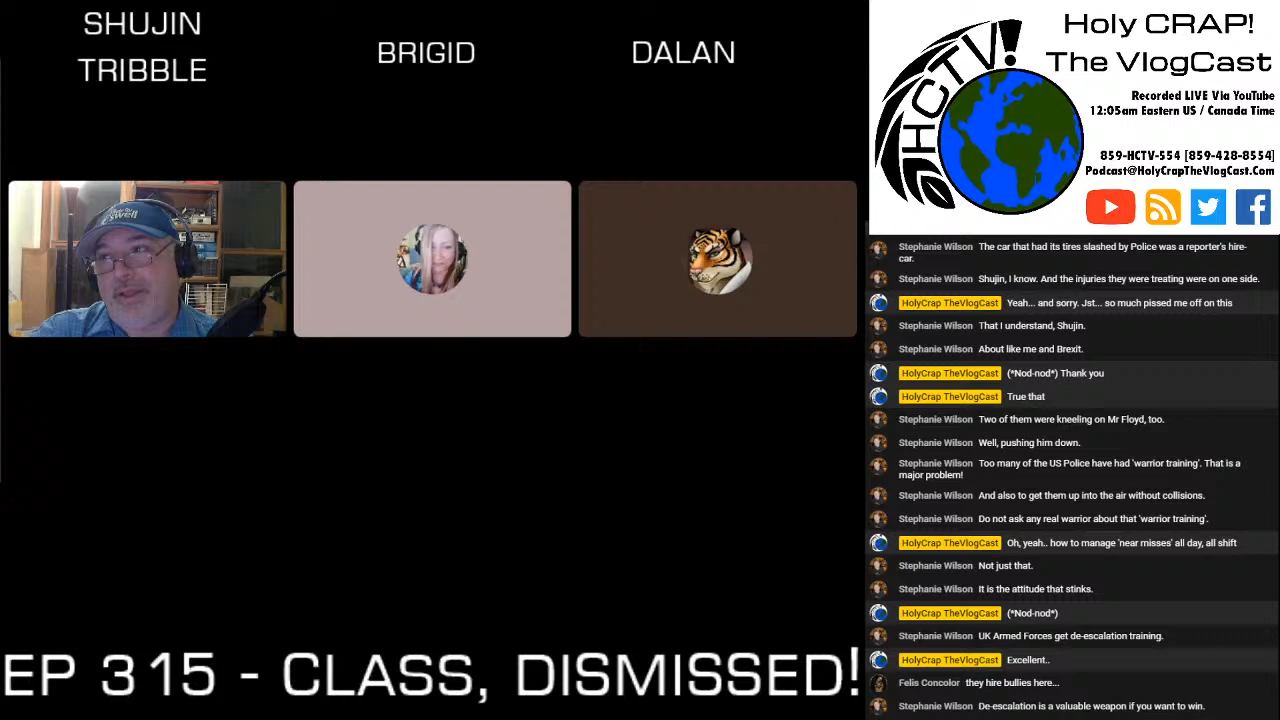 SHUJIN
TRIBBLE
BRIGID
DALAN
HCTV!
Holy CRAP!
The VlogCast
Recorded LIVE Via YouTube
12:05am Eastern US / Canada Time
859-HCTV-554 [859-428-8554]
Podcast@HolyCrapTheVlogCast.Com
Stephanie Wilson The car that had its tires slashed by Police was a reporter's hire-
car.
Stephanie Wilson Shujin, I know. And the injuries they were treating were on one side.
HolyCrap TheVlogCast Yeah... and sorry. Jst... so much pissed me off on this
Stephanie Wilson That I understand, Shujin.
Stephanie Wilson About like me and Brexit.
HolyCrap TheVlogCast (*Nod-nod*) Thank you
HolyCrap TheVlogCast True that
Stephanie Wilson Two of them were kneeling on Mr Floyd, too.
Stephanie Wilson Well, pushing him down.
Stephanie Wilson Too many of the US Police have had 'warrior training'. That is a
major problem!
Stephanie Wilson And also to get them up into the air without collisions.
Stephanie Wilson Do not ask any real warrior about that 'warrior training'.
HolyCrap TheVlogCast Oh, yeah.. how to manage 'near misses' all day, all shift
Stephanie Wilson Not just that.
Stephanie Wilson It is the attitude that stinks.
HolyCrap TheVlogCast (*Nod-nod*)
Stephanie Wilson UK Armed Forces get de-escalation training.
HolyCrap TheVlogCast Excellent..
Felis Concolor they hire bullies here...
Stephanie Wilson De-escalation is a valuable weapon if you want to win.
EP 315 - CLASS, DISMISSED!